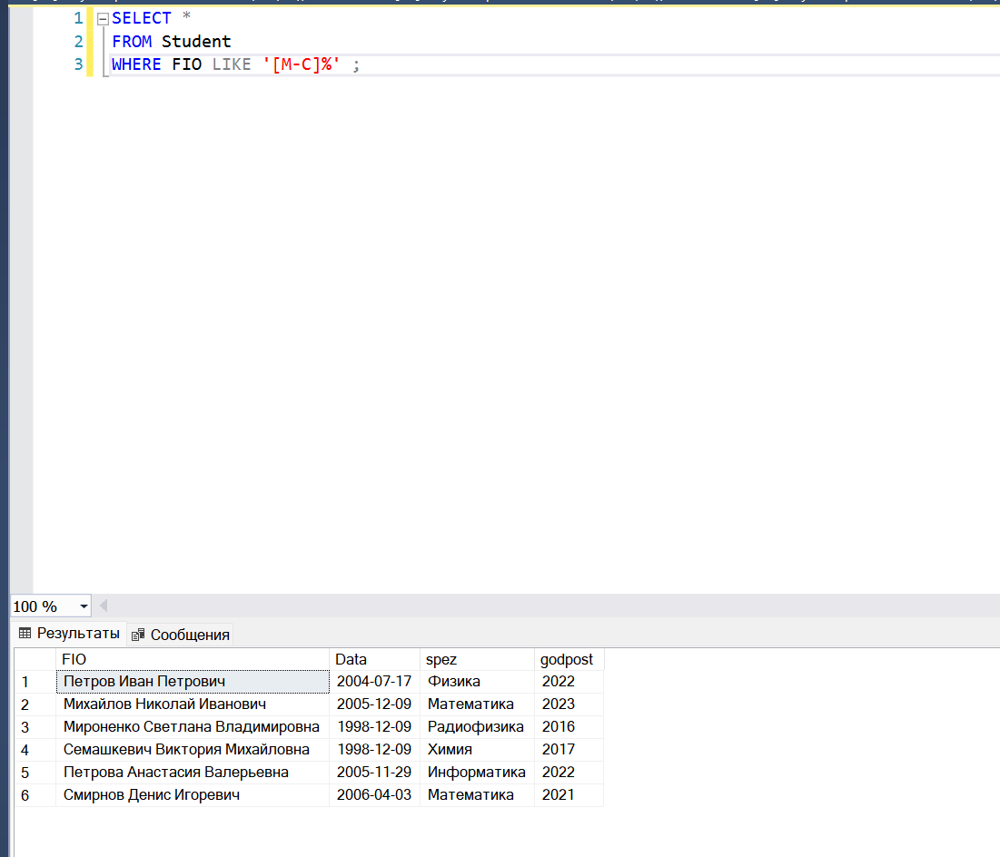 1 SELECT *
2 FROM Student
3 WHERE FIO LIKE '[М-С]%' ;
100 %
Результаты Сообщения
FIO Data spez godpost
1 Петров Иван Петрович 2004-07-17 Физика 2022
2 Михайлов Николай Иванович 2005-12-09 Математика 2023
3 Мироненко Светлана Владимировна 1998-12-09 Радиофизика 2016
4 Семашкевич Виктория Михайловна 1998-12-09 Химия 2017
5 Петрова Анастасия Валерьевна 2005-11-29 Информатика 2022
6 Смирнов Денис Игоревич 2006-04-03 Математика 2021